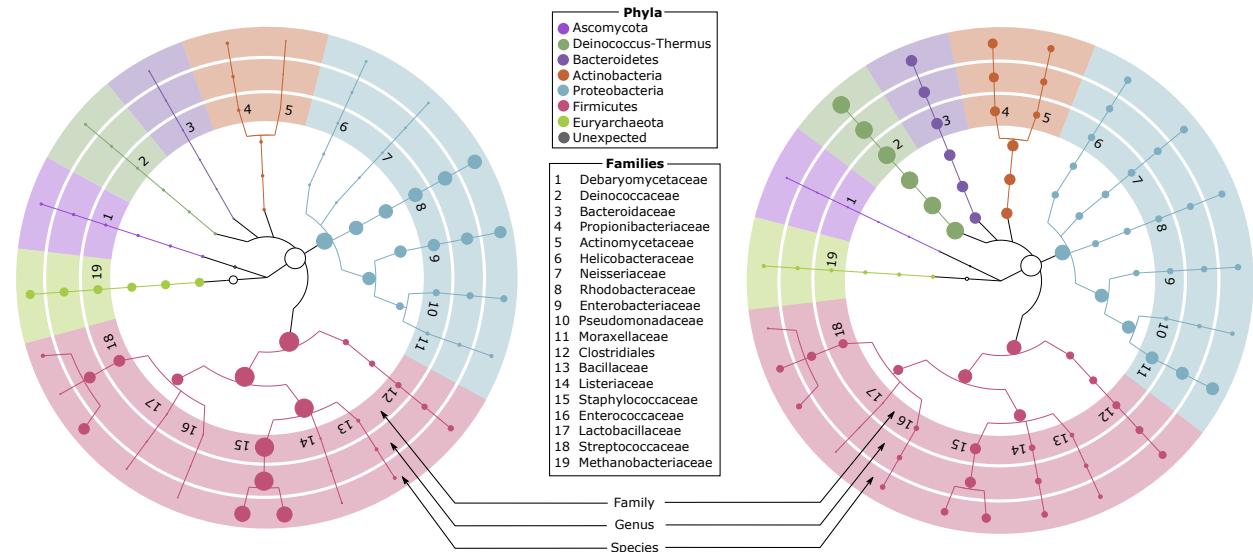 Phyla
Ascomycota
Deinococcus-Thermus
Bacteroidetes
Actinobacteria
Proteobacteria
Firmicutes
Euryarchaeota
Unexpected
Families
1 Debaryomycetaceae
2 Deinococcaceae
3 Bacteroidaceae
4 Propionibacteriaceae
5 Actinomycetaceae
6 Helicobacteraceae
7 Neisseriaceae
8 Rhodobacteraceae
9 Enterobacteriaceae
10 Pseudomonadaceae
11 Moraxellaceae
12 Clostridiales
13 Bacillaceae
14 Listeriaceae
15 Staphylococcaceae
16 Enterococcaceae
17 Lactobacillaceae
18 Streptococcaceae
19 Methanobacteriaceae
Family
Genus
Species
1
2
3
4
5
6
7
8
9
10
11
12
13
14
15
16
17
18
19
1
2
3
4
5
6
7
8
9
10
11
12
13
14
15
16
17
18
19